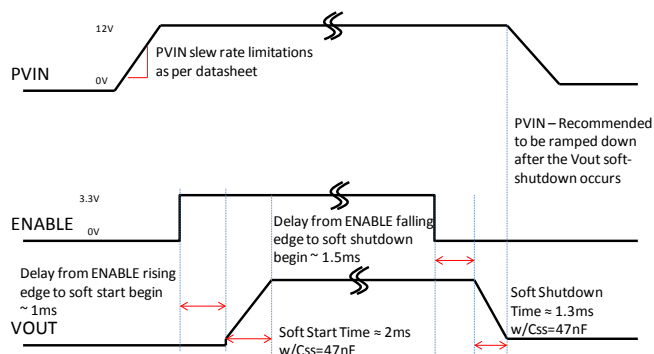 12V
PVIN slew rate limitations
as per datasheet
PVIN
0V
PVIN – Recommended
to be ramped down
after the Vout soft-
shutdown occurs
3.3V
ENABLE
0V
Delay from ENABLE falling
edge to soft shutdown
begin ~ 1.5ms
Delay from ENABLE rising
edge to soft start begin
~ 1ms
VOUT
Soft Start Time ≈ 2ms
w/Css=47nF
Soft Shutdown
Time ≈ 1.3ms
w/Css=47nF